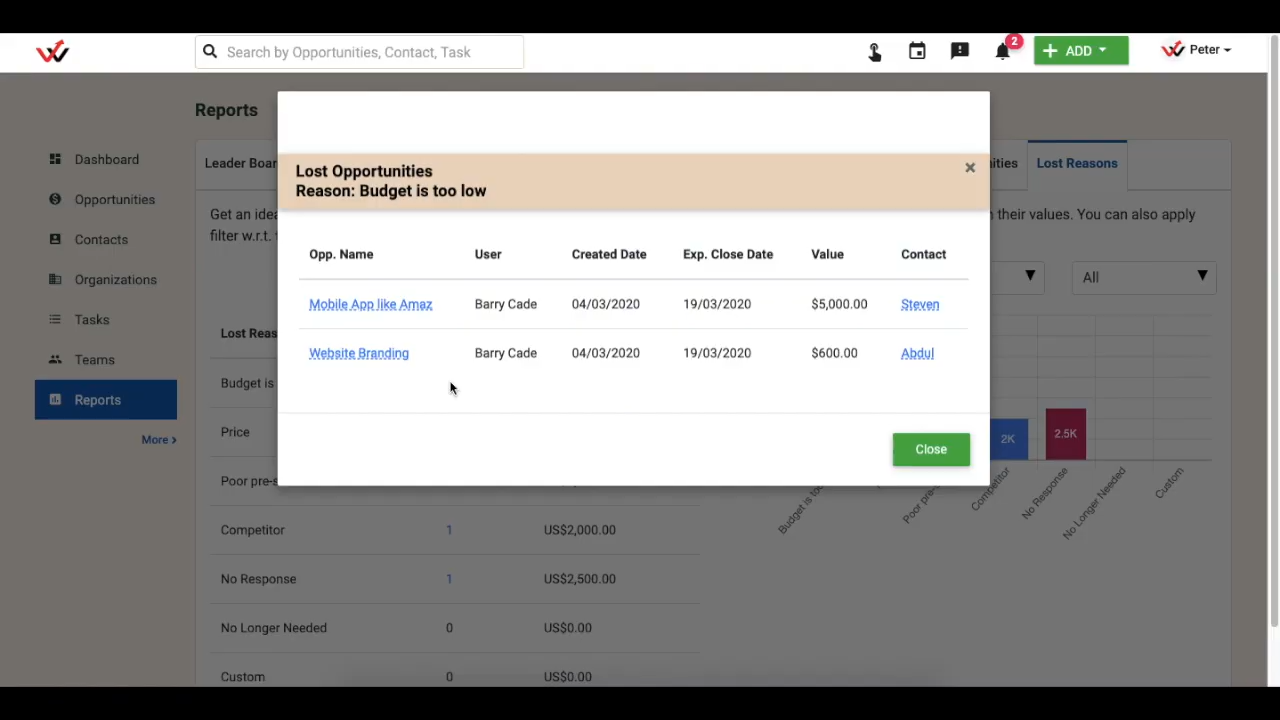 Search by Opportunities, Contact, Task
2
ADD
Peter
Reports
Dashboard
Opportunities
Contacts
Organizations
Tasks
Teams
Reports
More
Leader Boar
ities
Lost Reasons
Get an idea
n their values. You can also apply
filter w.r.t.
All
Lost Opportunities
Reason: Budget is too low
Opp. Name User Created Date Exp. Close Date Value Contact
Mobile App like Amaz Barry Cade 04/03/2020 19/03/2020 $5,000.00 Steven
Website Branding Barry Cade 04/03/2020 19/03/2020 $600.00 Abdul
Close
Lost Reas
Budget is
Price
Poor pre-s
Competitor 1 US$2,000.00
No Response 1 US$2,500.00
No Longer Needed 0 US$0.00
Custom 0 US$0.00
2K
2.5K
Budget is too
Poor pre-
Competitor
No Response
No Longer Needed
Custom